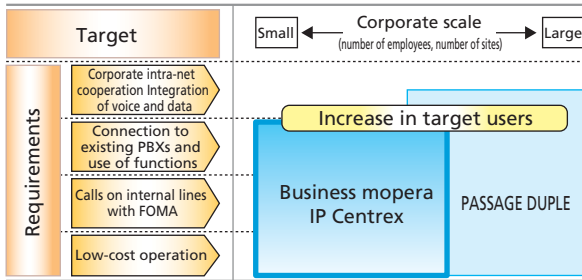 Target
Small
Corporate scale
(number of employees, number of sites)
Large
Requirements
Corporate intra-net
cooperation Integration
of voice and data
Connection to
existing PBXs and
use of functions
Calls on internal lines
with FOMA
Low-cost operation
Increase in target users
Business mopera
IP Centrex
PASSAGE DUPLE